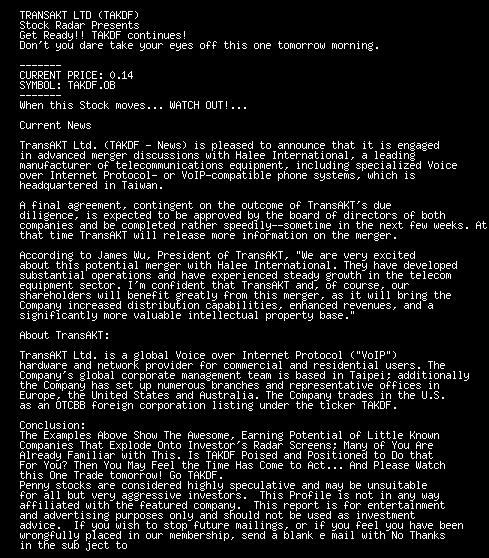 TRANSAKT LTD (TAKDF)
Stock Radar Presents
Get Ready!! TAKDF continues!
Don't you dare take your eyes off this one tomorrow morning.
-------
CURRENT PRICE: 0.14
SYMBOL: TAKDF.OB
-------
When this Stock moves... WATCH OUT!...
Current News
TransAKT Ltd. (TAKDF - News) is pleased to announce that it is engaged
in advanced merger discussions with Halee International, a leading
manufacturer of telecommunications equipment, including specialized Voice
over Internet Protocol- or VoIP-compatible phone systems, which is
headquartered in Taiwan.
A final agreement, contingent on the outcome of TransAKT's due
diligence, is expected to be approved by the board of directors of both
companies and be completed rather speedily--sometime in the next few weeks. At
that time TransAKT will release more information on the merger.
According to James Wu, President of TransAKT, "We are very excited
about this potential merger with Halee International. They have developed
substantial operations and have experienced steady growth in the telecom
equipment sector. I'm confident that TransAKT and, of course, our
shareholders will benefit greatly from this merger, as it will bring the
Company increased distribution capabilities, enhanced revenues, and a
significantly more valuable intellectual property base."
About TransAKT:
TransAKT Ltd. is a global Voice over Internet Protocol ("VoIP")
hardware and network provider for commercial and residential users. The
Company's global corporate management team is based in Taipei; additionally
the Company has set up numerous branches and representative offices in
Europe, the United States and Australia. The Company trades in the U.S.
as an OTCBB foreign corporation listing under the ticker TAKDF.
Conclusion:
The Examples Above Show The Awesome, Earning Potential of Little Known
Companies That Explode Onto Investor's Radar Screens; Many of You Are
Already Familiar with This. Is TAKDF Poised and Positioned to Do that
For You? Then You May Feel the Time Has Come to Act... And Please Watch
this One Trade tomorrow! Go TAKDF.
Penny stocks are considered highly speculative and may be unsuitable
for all but very aggressive investors.  This Profile is not in any way
affiliated with the featured company.  This report is for entertainment
and advertising purposes only and should not be used as investment
advice.  If you wish to stop future mailings, or if you feel you have been
wrongfully placed in our membership, send a blank e mail with No Thanks
in the sub ject to